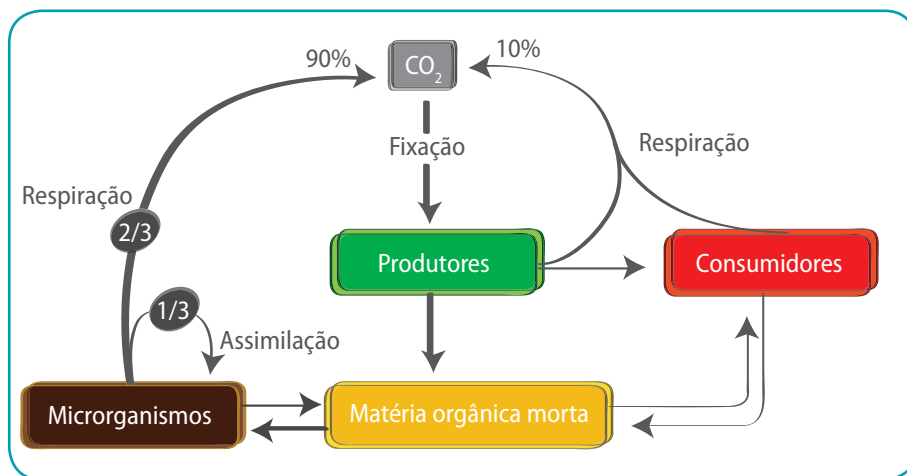 90%
CO₂
10%
Fixação
Respiração
Respiração
2/3
Produtores
Consumidores
1/3
Assimilação
Microrganismos
Matéria orgânica morta